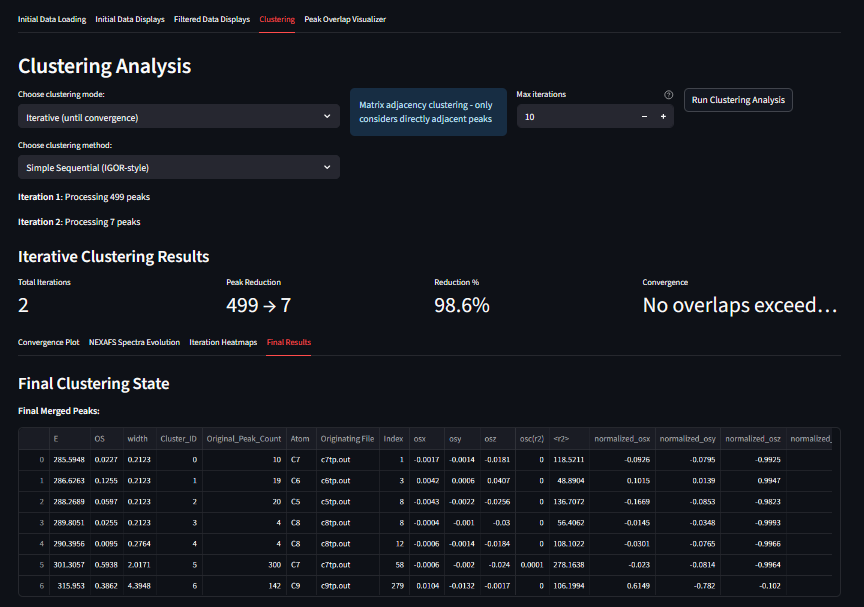 Initial Data Loading Initial Data Displays Filtered Data Displays Clustering Peak Overlap Visualizer
Clustering Analysis
Choose clustering mode:
Iterative (until convergence)
Matrix adjacency clustering - only
considers directly adjacent peaks
Max iterations
10 − +
Run Clustering Analysis
Choose clustering method:
Simple Sequential (IGOR-style)
Iteration 1: Processing 499 peaks
Iteration 2: Processing 7 peaks
Iterative Clustering Results
Total Iterations Peak Reduction Reduction % Convergence
2 499 → 7 98.6% No overlaps exceed...
Convergence Plot NEXAFS Spectra Evolution Iteration Heatmaps Final Results
Final Clustering State
Final Merged Peaks:
E OS width Cluster_ID Original_Peak_Count Atom Originating File Index osx osy osz osc(r2) <r2> normalized_osx normalized_osy normalized_osz normalized_
0 285.5948 0.0227 0.2123 0 10 C7 c7tp.out 1 -0.0017 -0.0014 -0.0181 0 118.5211 -0.0926 -0.0795 -0.9925
1 286.6263 0.1255 0.2123 1 19 C6 c6tp.out 3 0.0042 0.0006 0.0407 0 48.8904 0.1015 0.0139 0.9947
2 288.2689 0.0597 0.2123 2 20 C5 c5tp.out 8 -0.0043 -0.0022 -0.0256 0 136.7072 -0.1669 -0.0853 -0.9823
3 289.8051 0.0255 0.2123 3 4 C8 c8tp.out 8 -0.0004 -0.001 -0.03 0 56.4062 -0.0145 -0.0348 -0.9993
4 290.3956 0.0095 0.2764 4 4 C8 c8tp.out 12 -0.0006 -0.0014 -0.0184 0 108.1022 -0.0301 -0.0765 -0.9966
5 301.3057 0.5938 2.0171 5 300 C7 c7tp.out 58 -0.0006 -0.002 -0.024 0.0001 278.1638 -0.023 -0.0814 -0.9964
6 315.953 0.3862 4.3948 6 142 C9 c9tp.out 279 0.0104 -0.0132 -0.0017 0 106.1994 0.6149 -0.782 -0.102